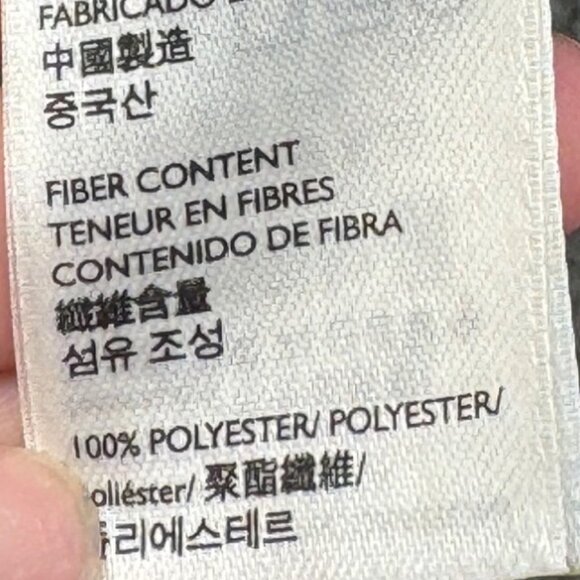 FABRICADO
中國製造
중국산
FIBER CONTENT
TENEUR EN FIBRES
CONTENIDO DE FIBRA
纖維含量
섬유 조성
100% POLYESTER/ POLYESTER/
oliéster/ 聚酯纖維/
리에스테르